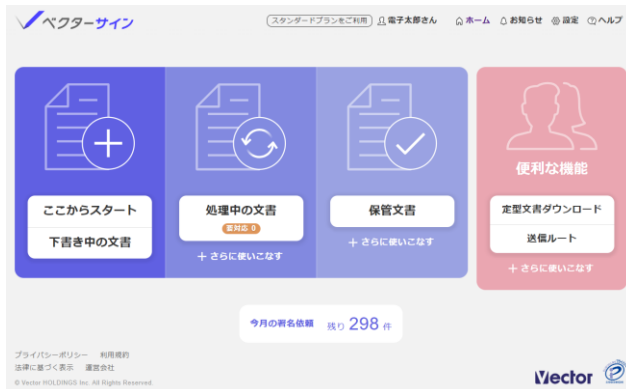 ベクターサイン
スタンダードプランをご利用 電子太郎さん ホーム お知らせ 設定 ヘルプ
便利な機能
ここからスタート
下書き中の文書
処理中の文書
要対応 0
+ さらに使いこなす
保管文書
+ さらに使いこなす
定型文書ダウンロード
送信ルート
+ さらに使いこなす
今月の署名依頼 残り 298 件
プライバシーポリシー 利用規約
法律に基づく表示 運営会社
© Vector HOLDINGS Inc. All Rights Reserved.
Vector